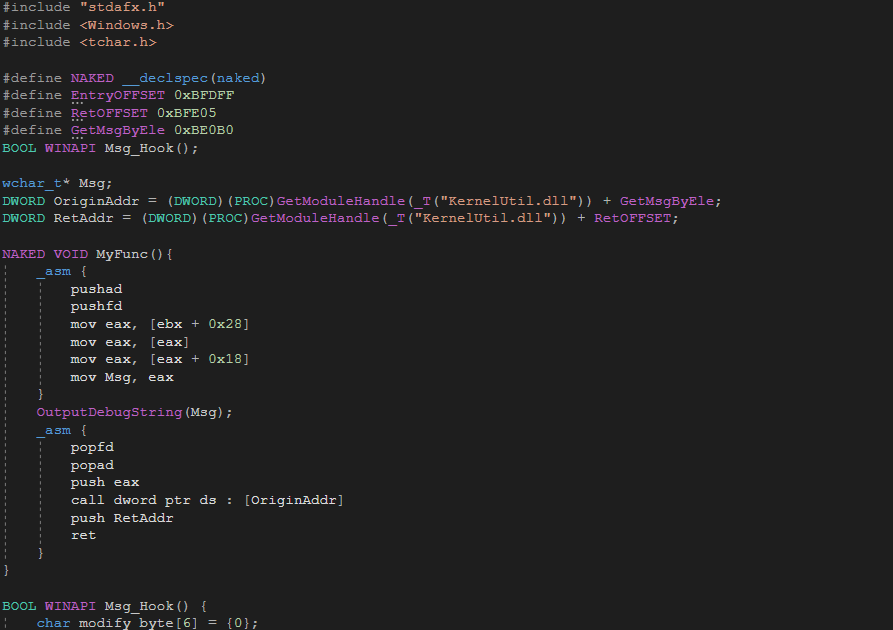 #include "stdafx.h"
#include <Windows.h>
#include <tchar.h>
#define NAKED __declspec(naked)
#define EntryOFFSET 0xBFDFF
#define RetOFFSET 0xBFE05
#define GetMsgByEle 0xBE0B0
BOOL WINAPI Msg_Hook();
wchar_t* Msg;
DWORD OriginAddr = (DWORD)(PROC)GetModuleHandle(_T("KernelUtil.dll")) + GetMsgByEle;
DWORD RetAddr = (DWORD)(PROC)GetModuleHandle(_T("KernelUtil.dll")) + RetOFFSET;
NAKED VOID MyFunc(){
_asm {
pushad
pushfd
mov eax, [ebx + 0x28]
mov eax, [eax]
mov eax, [eax + 0x18]
mov Msg, eax
}
OutputDebugString(Msg);
_asm {
popfd
popad
push eax
call dword ptr ds : [OriginAddr]
push RetAddr
ret
}
}
BOOL WINAPI Msg_Hook() {
char modify_byte[6] = {0};